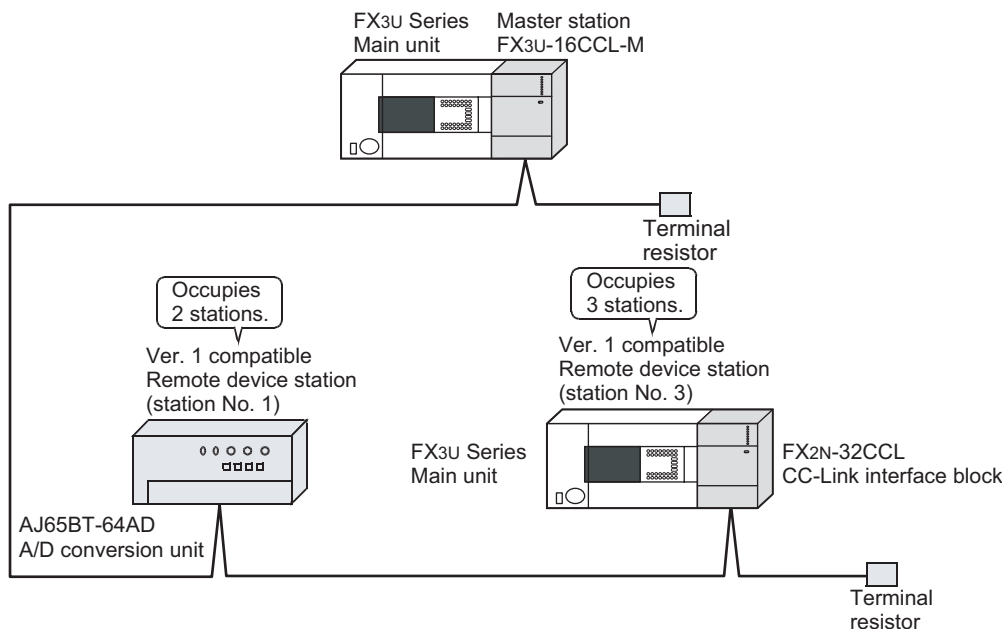 FX3U Series
Main unit
Master station
FX3U-16CCL-M
Terminal
resistor
Occupies
2 stations.
Ver. 1 compatible
Remote device station
(station No. 1)
AJ65BT-64AD
A/D conversion unit
Occupies
3 stations.
Ver. 1 compatible
Remote device station
(station No. 3)
FX3U Series
Main unit
FX2N-32CCL
CC-Link interface block
Terminal
resistor